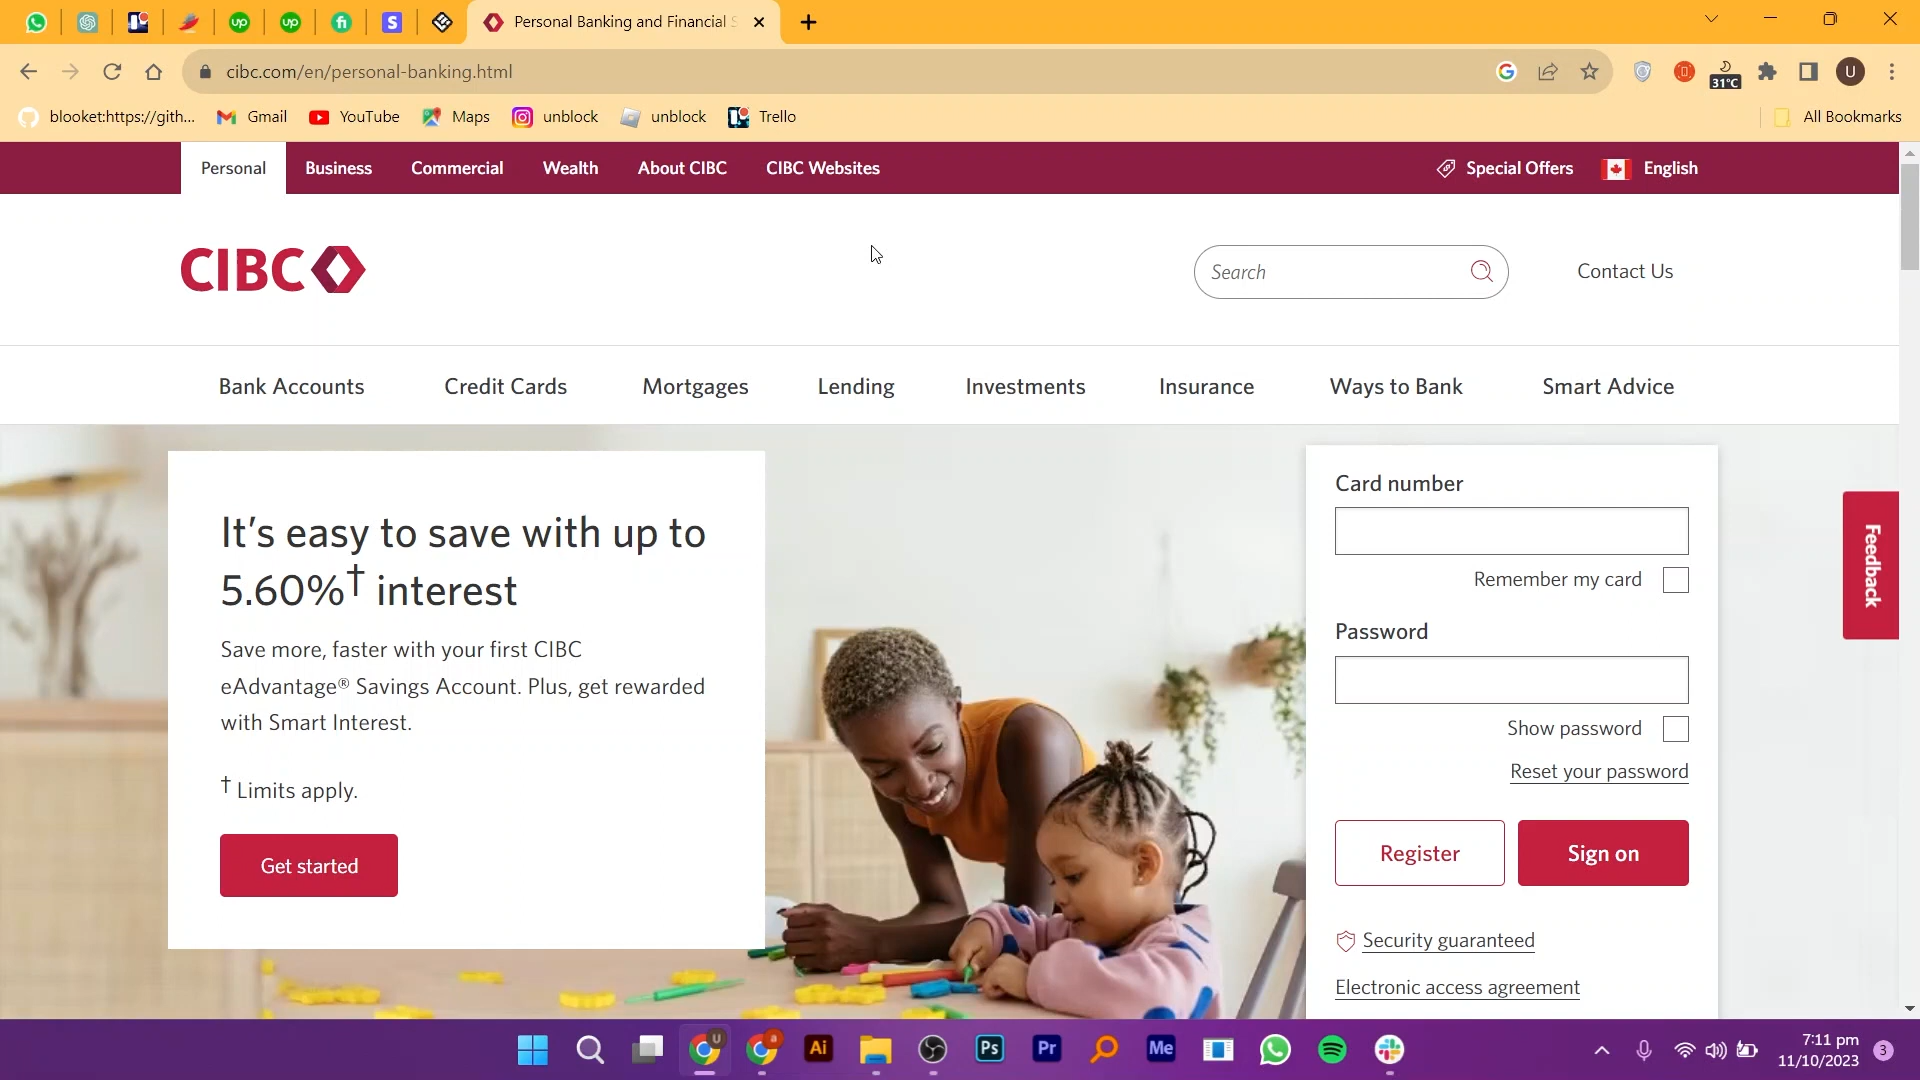 Personal Banking and Financial S
cibc.com/en/personal-banking.html
31°C
U
blooket:https://gith...
Gmail
YouTube
Maps
unblock
unblock
Trello
All Bookmarks
Personal
Business
Commercial
Wealth
About CIBC
CIBC Websites
Special Offers
English
CIBC
Search
Contact Us
Bank Accounts
Credit Cards
Mortgages
Lending
Investments
Insurance
Ways to Bank
Smart Advice
It's easy to save with up to
5.60%† interest
Save more, faster with your first CIBC
eAdvantage® Savings Account. Plus, get rewarded
with Smart Interest.
† Limits apply.
Get started
Card number
Remember my card
Password
Show password
Reset your password
Register
Sign on
Security guaranteed
Electronic access agreement
Feedback
Ai
Ps
Pr
Me
7:11 pm
11/10/2023
3